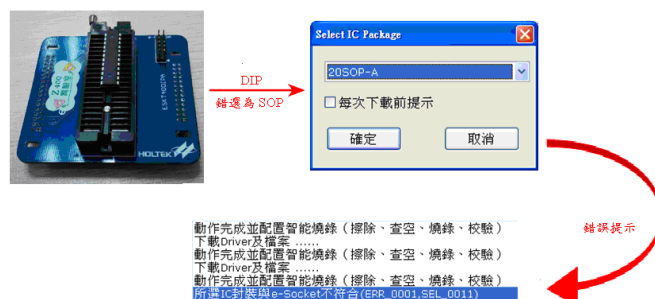 Select IC Package
20SOP-A
每次下載前提示
確定
取消
DIP
錯選為 SOP
ESKT400IPA
HOLTEK
錯誤提示
動作完成並配置智能燒錄(擦除、查空、燒錄、校驗)
下載Driver及檔案 ......
動作完成並配置智能燒錄(擦除、查空、燒錄、校驗)
下載Driver及檔案 ......
動作完成並配置智能燒錄(擦除、查空、燒錄、校驗)
所選IC封裝與e-Socket不符合(ERR_0001,SEL_0011)